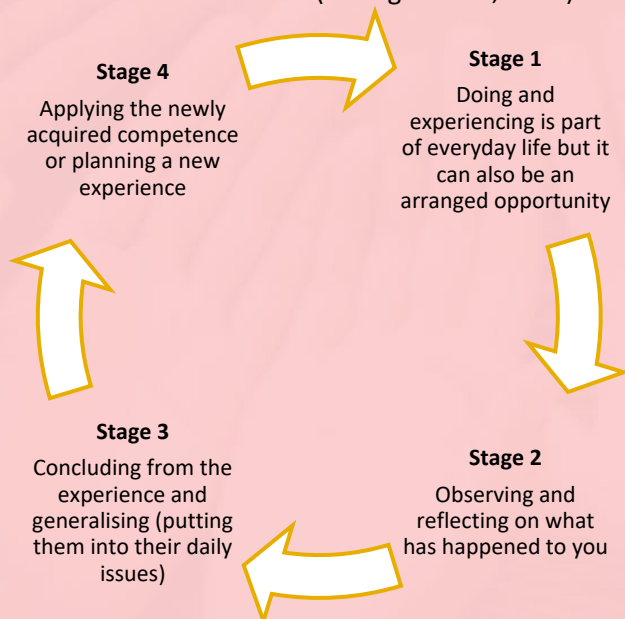 Stage 1
Doing and
experiencing is part
of everyday life but it
can also be an
arranged opportunity
Stage 2
Observing and
reflecting on what
has happened to you
Stage 3
Concluding from the
experience and
generalising (putting
them into their daily
issues)
Stage 4
Applying the newly
acquired competence
or planning a new
experience